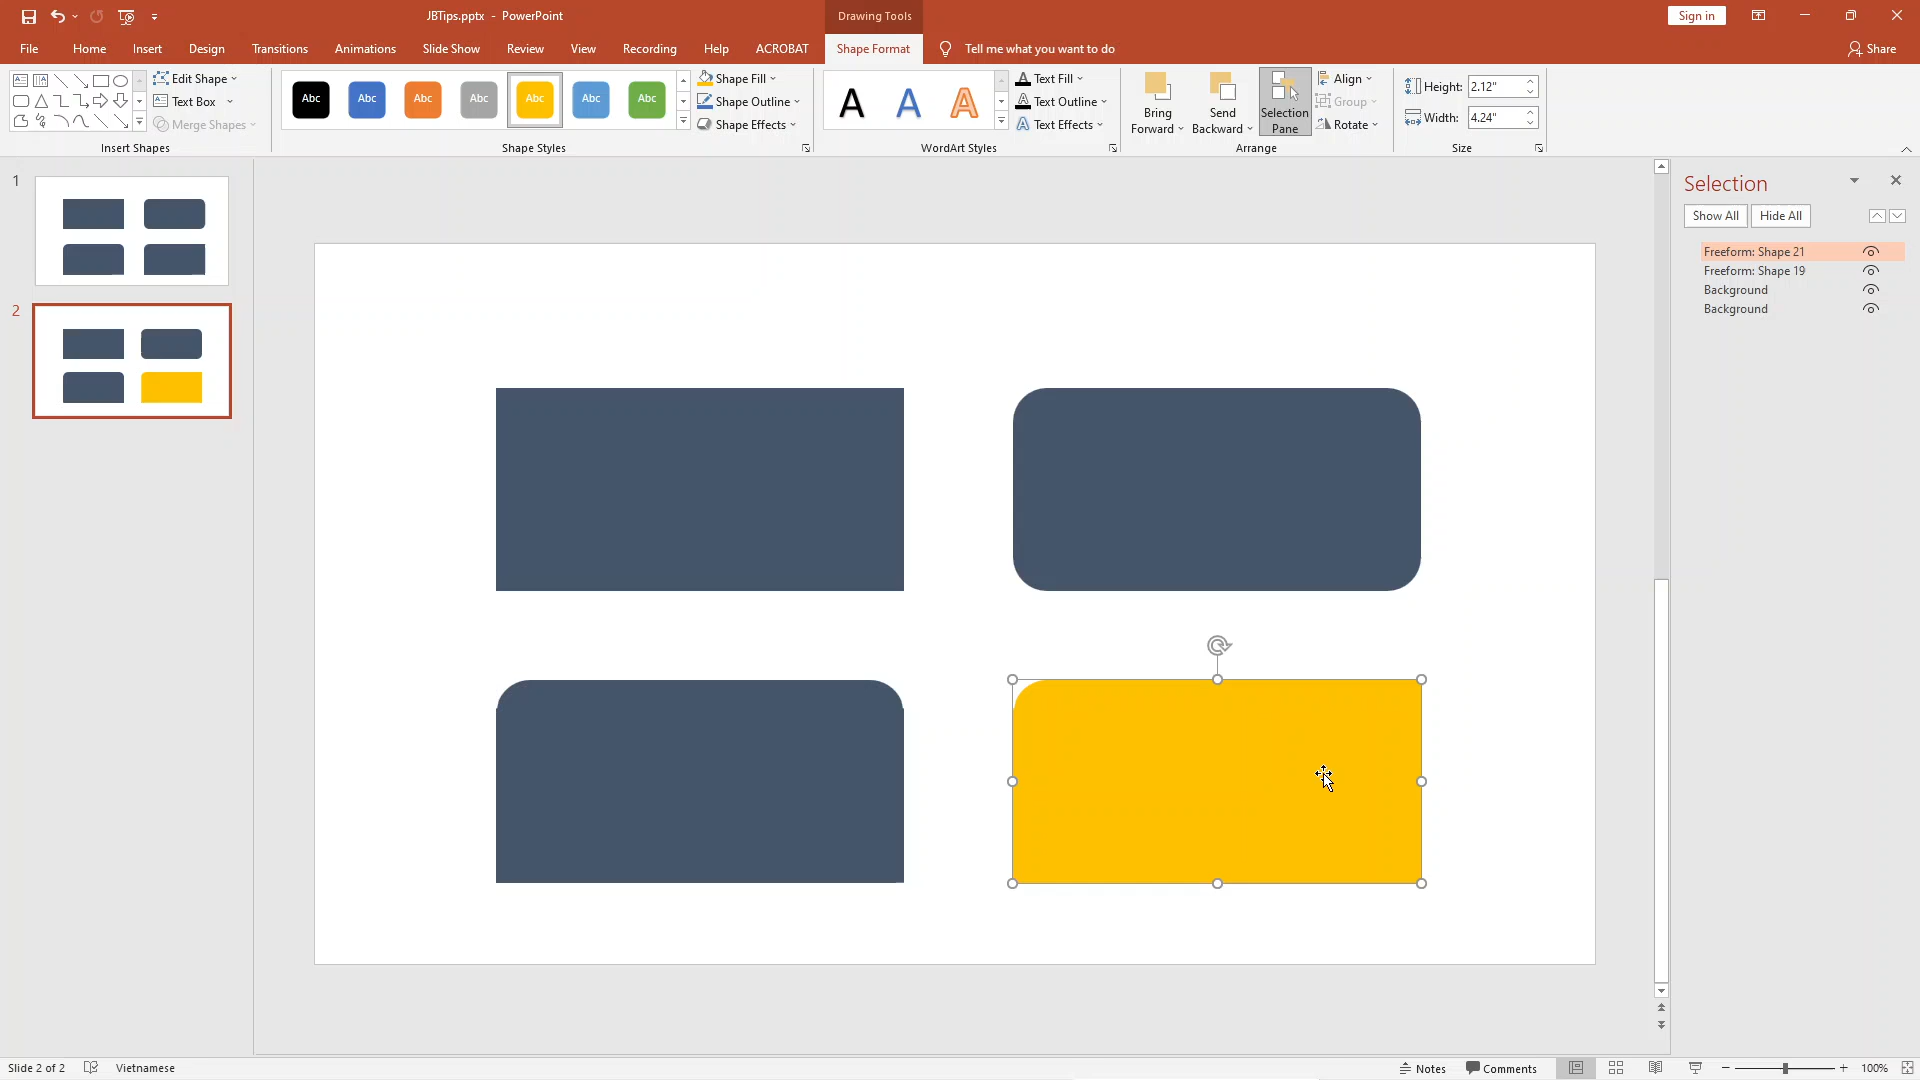 JBTips.pptx - PowerPoint
Drawing Tools
Sign in
File Home Insert Design Transitions Animations Slide Show Review View Recording Help ACROBAT Shape Format Tell me what you want to do Share
Edit Shape
Text Box
Merge Shapes
Insert Shapes
Abc Abc Abc Abc Abc Abc Abc
Shape Fill
Shape Outline
Shape Effects
Shape Styles
A A A
Text Fill
Text Outline
Text Effects
WordArt Styles
Bring Forward
Send Backward
Selection Pane
Align
Group
Rotate
Arrange
Height: 2.12"
Width: 4.24"
Size
1
2
Selection
Show All Hide All
Freeform: Shape 21
Freeform: Shape 19
Background
Background
Slide 2 of 2 Vietnamese Notes Comments 100%